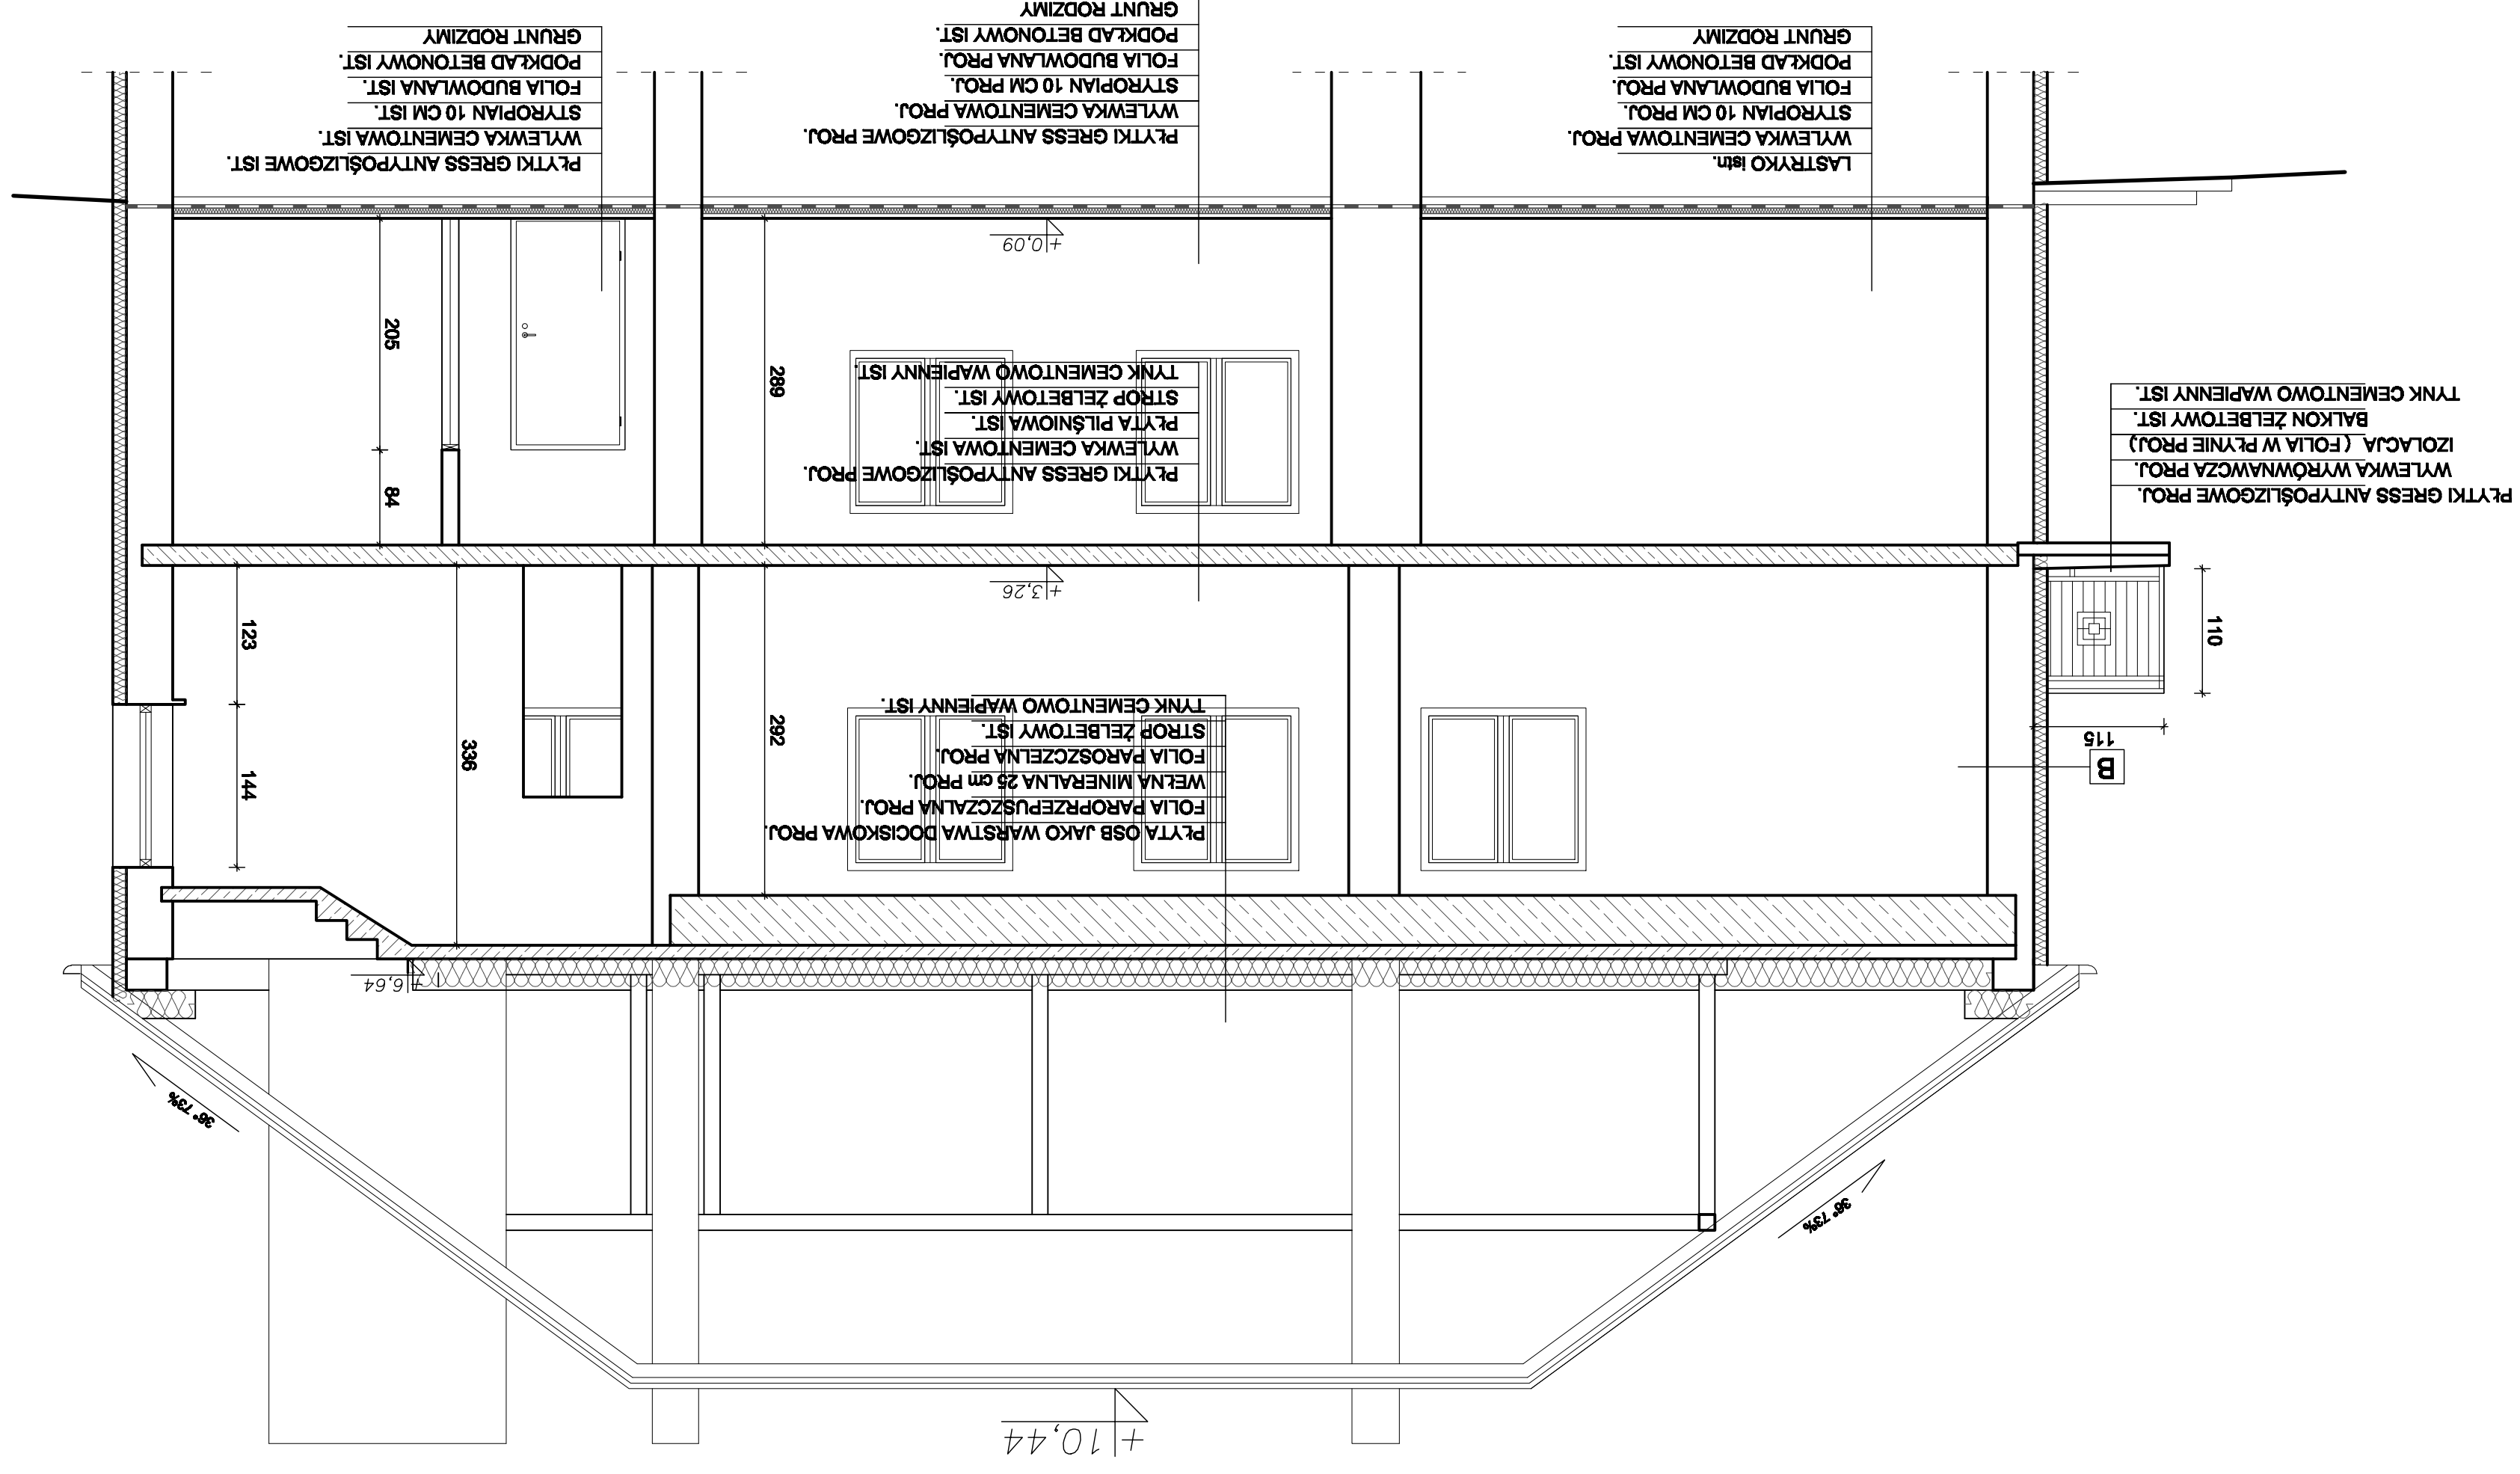 +10,44
36° 73%
36° 73%
+6,64
PŁYTA OSB JAKO WARSTWA DOCISKOWA PROJ.
FOLIA PAROPRZEPUSZCZALNA PROJ.
WEŁNA MINERALNA 25 cm PROJ.
FOLIA PAROSZCZELNA PROJ.
STROP ŻELBETOWY IST.
TYNK CEMENTOWO WAPIENNY IST.
B
115
110
292
336
144
123
+3,26
PŁYTKI GRESS ANTYPOŚLIZGOWE PROJ.
WYLEWKA WYRÓWNAWCZA PROJ.
IZOLACJA ( FOLIA W PŁYNIE PROJ.)
BALKON ŻELBETOWY IST.
TYNK CEMENTOWO WAPIENNY IST.
PŁYTKI GRESS ANTYPOŚLIZGOWE PROJ.
WYLEWKA CEMENTOWA IST.
PŁYTA PILŚNIOWA IST.
STROP ŻELBETOWY IST.
TYNK CEMENTOWO WAPIENNY IST.
289
84
205
+0,09
LASTRYKO istn.
WYLEWKA CEMENTOWA PROJ.
STYROPIAN 10 CM PROJ.
FOLIA BUDOWLANA PROJ.
PODKŁAD BETONOWY IST.
GRUNT RODZIMY
PŁYTKI GRESS ANTYPOŚLIZGOWE PROJ.
WYLEWKA CEMENTOWA PROJ.
STYROPIAN 10 CM PROJ.
FOLIA BUDOWLANA PROJ.
PODKŁAD BETONOWY IST.
GRUNT RODZIMY
PŁYTKI GRESS ANTYPOŚLIZGOWE IST.
WYLEWKA CEMENTOWA IST.
STYROPIAN 10 CM IST.
FOLIA BUDOWLANA IST.
PODKŁAD BETONOWY IST.
GRUNT RODZIMY